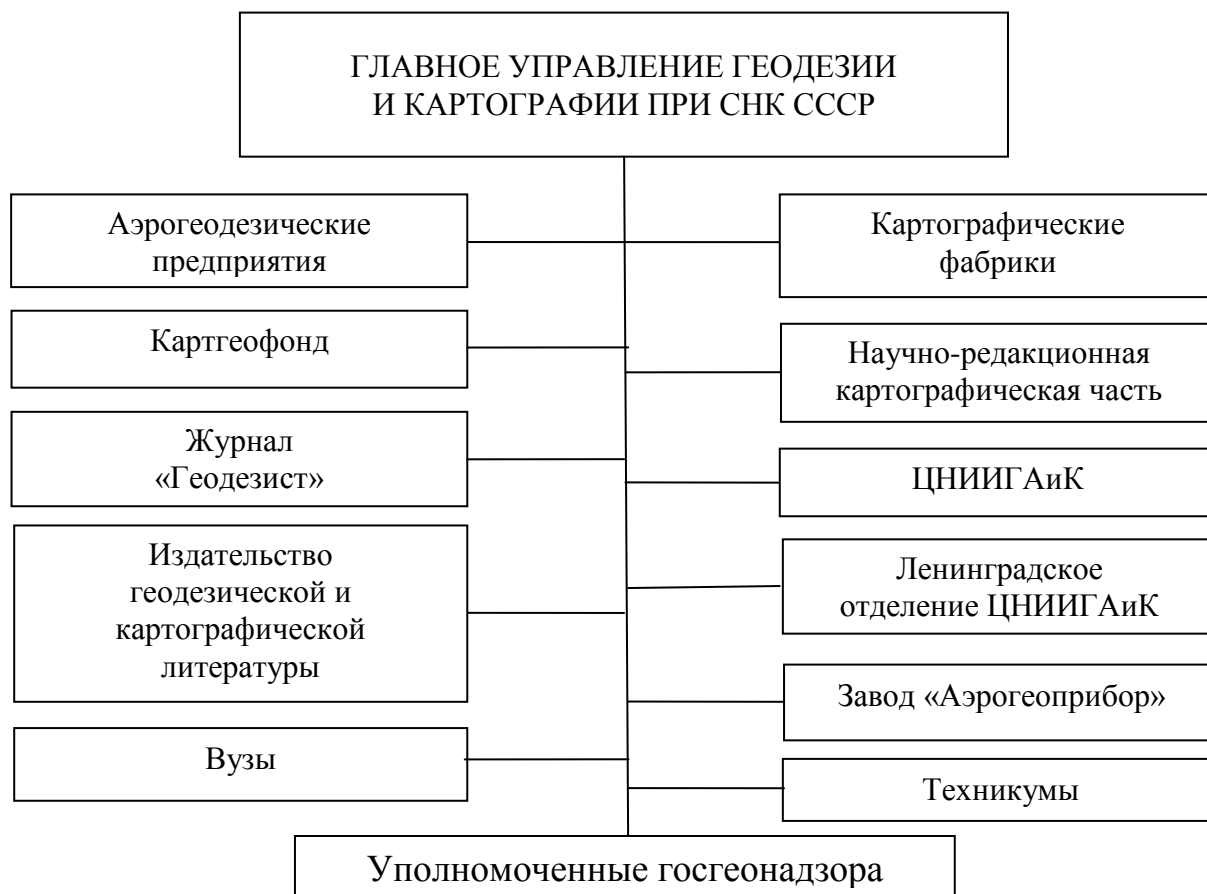 ГЛАВНОЕ УПРАВЛЕНИЕ ГЕОДЕЗИИ
И КАРТОГРАФИИ ПРИ СНК СССР
Аэрогеодезические
предприятия
Картографические
фабрики
Картгеофонд
Научно-редакционная
картографическая часть
Журнал
«Геодезист»
ЦНИИГАиК
Издательство
геодезической и
картографической
литературы
Ленинградское
отделение ЦНИИГАиК
Завод «Аэрогеоприбор»
Вузы
Техникумы
Уполномоченные госгеонадзора